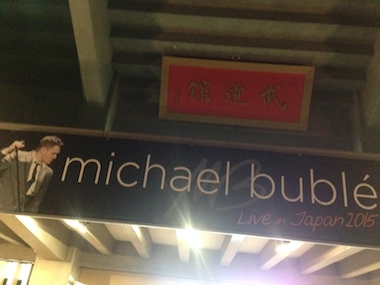 武道館
michael bublé
Live in Japan 2015